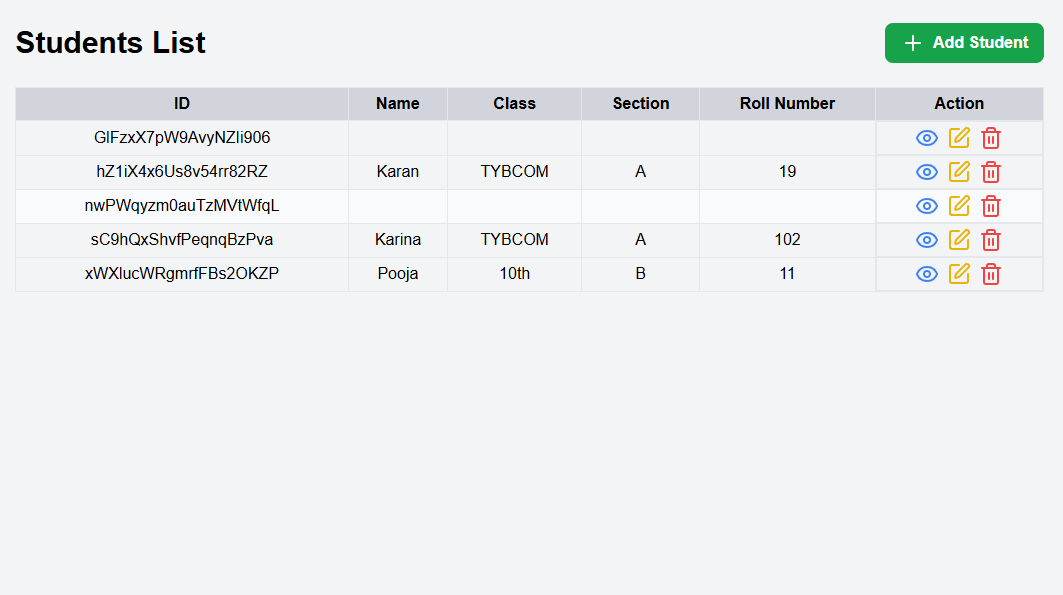 Students List
Add Student
ID Name Class Section Roll Number Action
GlFzxX7pW9AvyNZli906
hZ1iX4x6Us8v54rr82RZ Karan TYBCOM A 19
nwPWqyzm0auTzMVtWfqL
sC9hQxShvfPeqnqBzPva Karina TYBCOM A 102
xWXlucWRgmrfFBs2OKZP Pooja 10th B 11